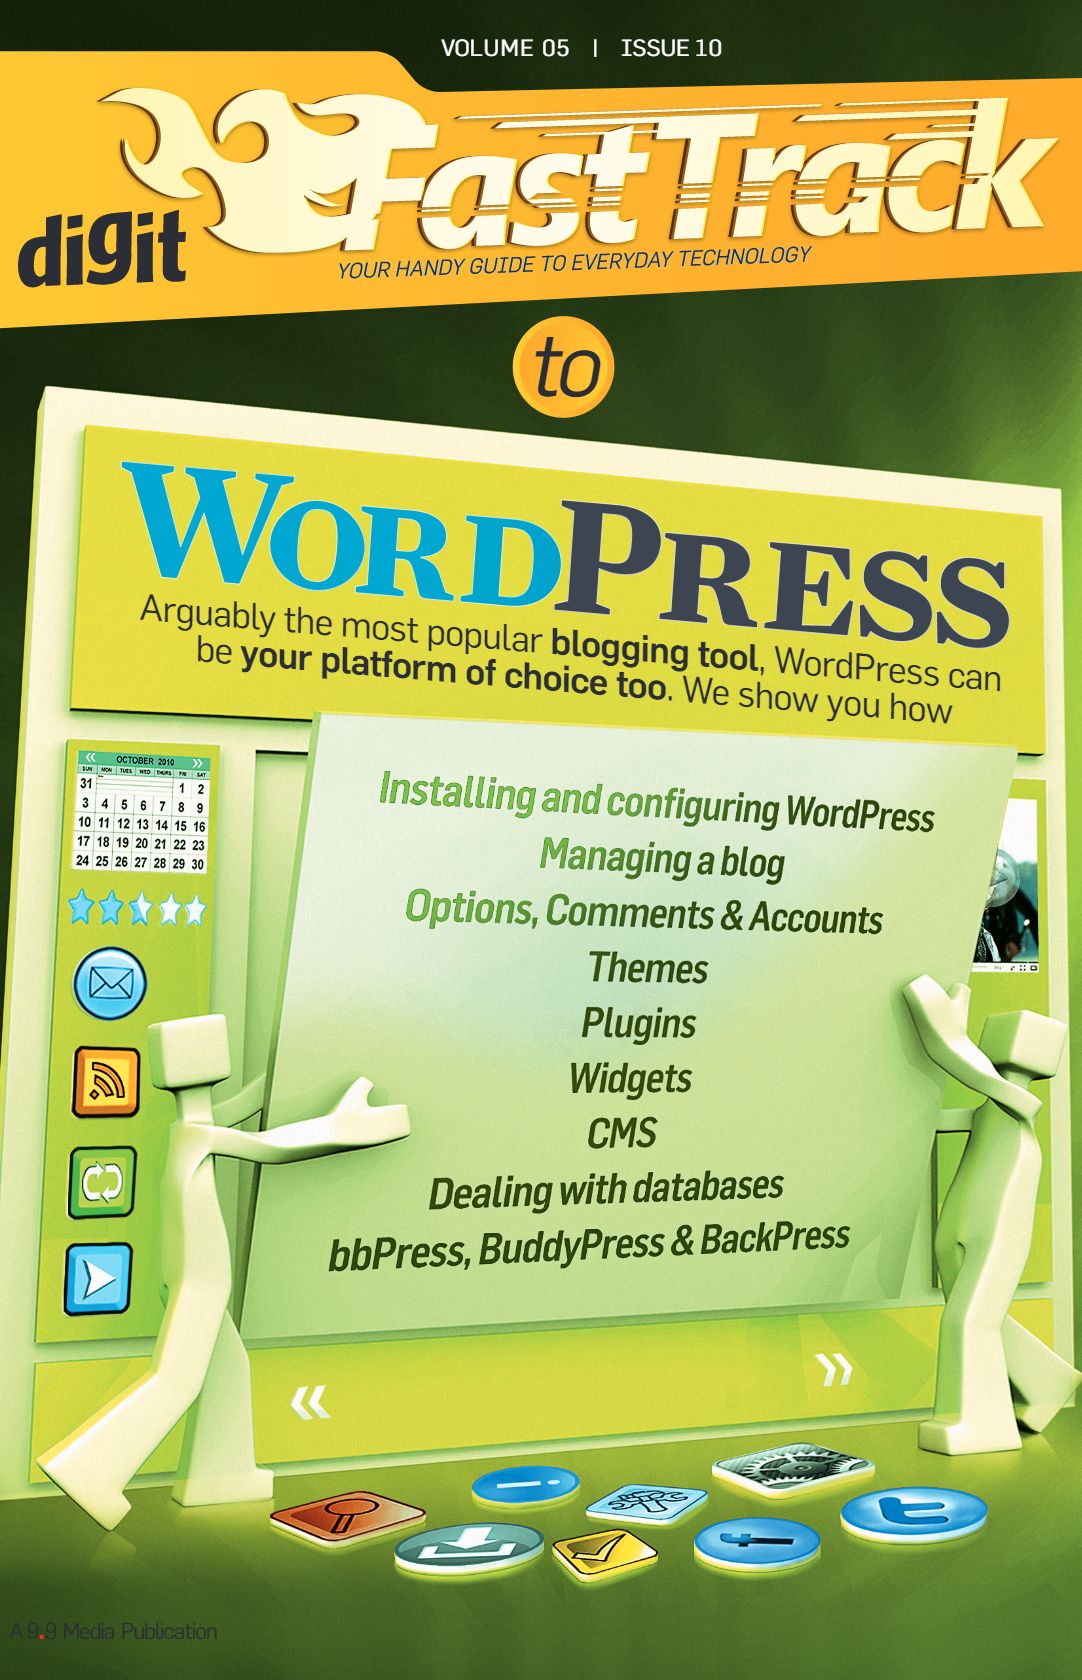 VOLUME 05 | ISSUE 10
digit
Fast Track
YOUR HANDY GUIDE TO EVERYDAY TECHNOLOGY
to
WORDPRESS
Arguably the most popular blogging tool, WordPress can
be your platform of choice too. We show you how
OCTOBER 2010
SUN MON TUES WED THURS FRI SAT
31 1 2
3 4 5 6 7 8 9
10 11 12 13 14 15 16
17 18 19 20 21 22 23
24 25 26 27 28 29 30
Installing and configuring WordPress
Managing a blog
Options, Comments & Accounts
Themes
Plugins
Widgets
CMS
Dealing with databases
bbPress, BuddyPress & BackPress
A 9.9 Media Publication